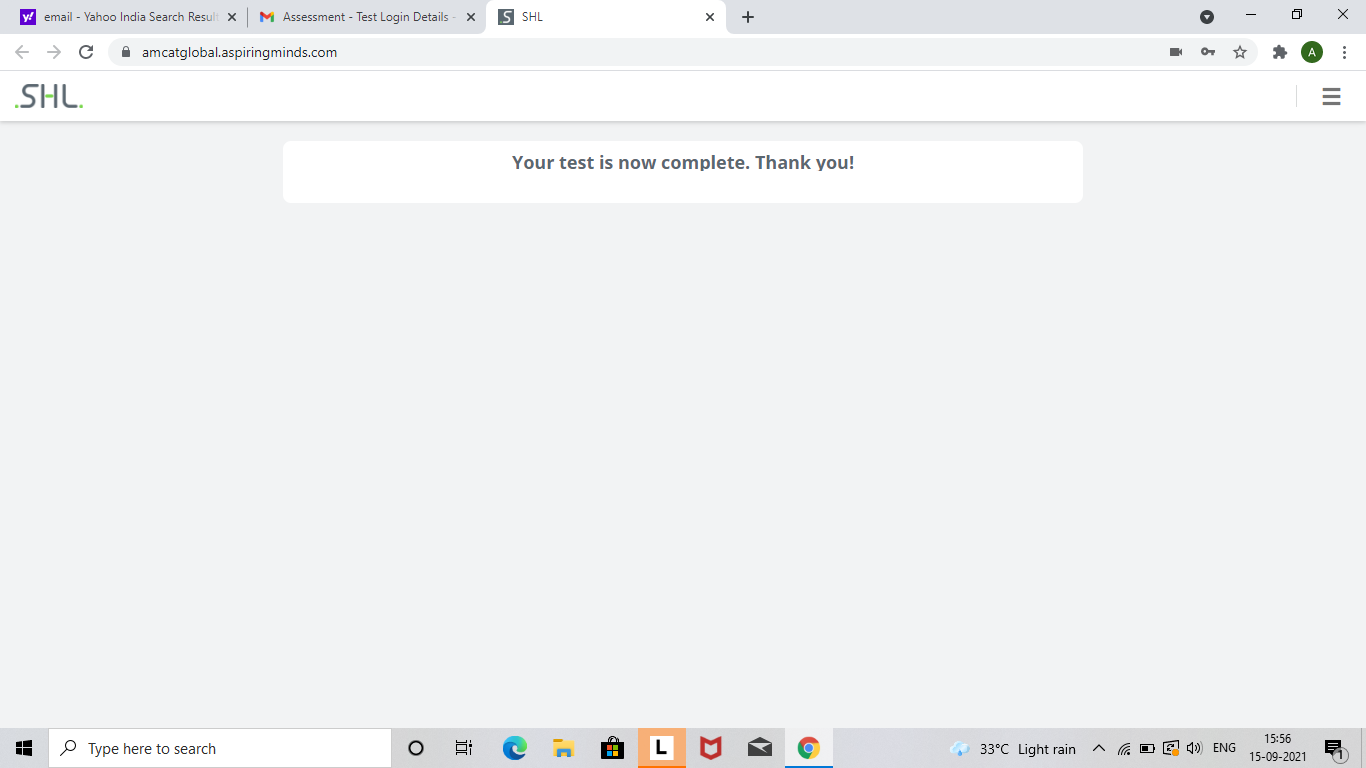 email - Yahoo India Search Resul
Assessment - Test Login Details -
SHL
amcatglobal.aspiringminds.com
A
.SHL.
Your test is now complete. Thank you!
Type here to search
L
33°C Light rain
ENG
15:56
15-09-2021
1